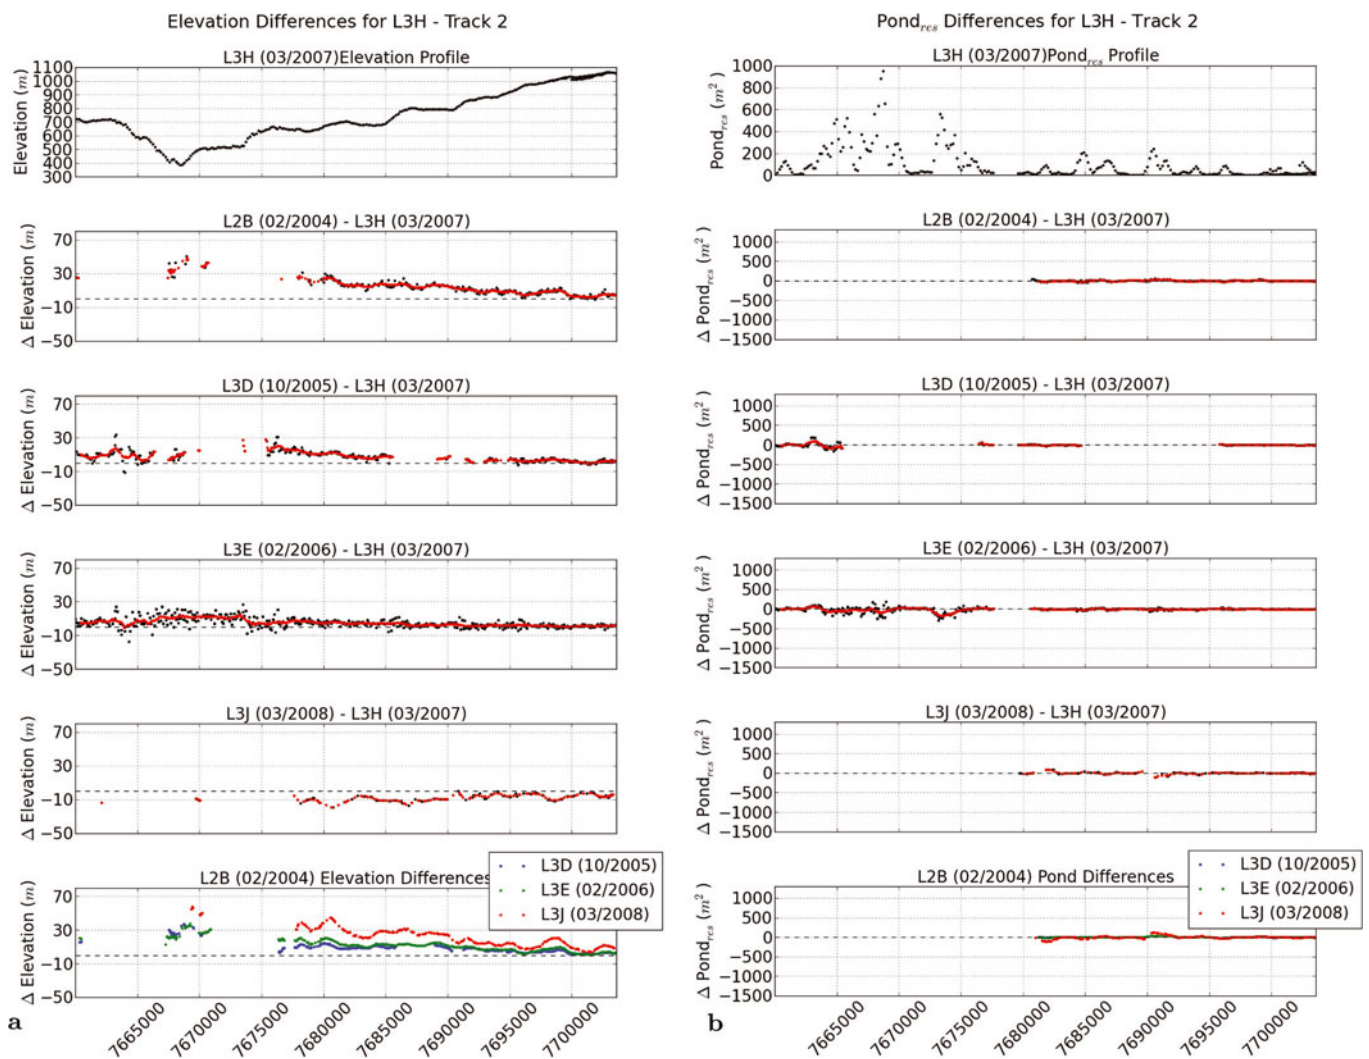 Elevation Differences for L3H - Track 2
L3H (03/2007)Elevation Profile
Elevation (m)
1100
1000
900
800
700
600
500
400
300
L2B (02/2004) - L3H (03/2007)
Δ Elevation (m)
70
30
−10
−50
L3D (10/2005) - L3H (03/2007)
Δ Elevation (m)
70
30
−10
−50
L3E (02/2006) - L3H (03/2007)
Δ Elevation (m)
70
30
−10
−50
L3J (03/2008) - L3H (03/2007)
Δ Elevation (m)
70
30
−10
−50
L2B (02/2004) Elevation Differences
L3D (10/2005)
L3E (02/2006)
L3J (03/2008)
Δ Elevation (m)
70
30
−10
−50
7665000
7670000
7675000
7680000
7685000
7690000
7695000
7700000
a
Pond_res Differences for L3H - Track 2
L3H (03/2007)Pond_res Profile
Pond_res (m²)
1000
800
600
400
200
0
L2B (02/2004) - L3H (03/2007)
Δ Pond_res (m²)
1000
500
0
−500
−1000
−1500
L3D (10/2005) - L3H (03/2007)
Δ Pond_res (m²)
1000
500
0
−500
−1000
−1500
L3E (02/2006) - L3H (03/2007)
Δ Pond_res (m²)
1000
500
0
−500
−1000
−1500
L3J (03/2008) - L3H (03/2007)
Δ Pond_res (m²)
1000
500
0
−500
−1000
−1500
L2B (02/2004) Pond Differences
L3D (10/2005)
L3E (02/2006)
L3J (03/2008)
Δ Pond_res (m²)
1000
500
0
−500
−1000
−1500
7665000
7670000
7675000
7680000
7685000
7690000
7695000
7700000
b